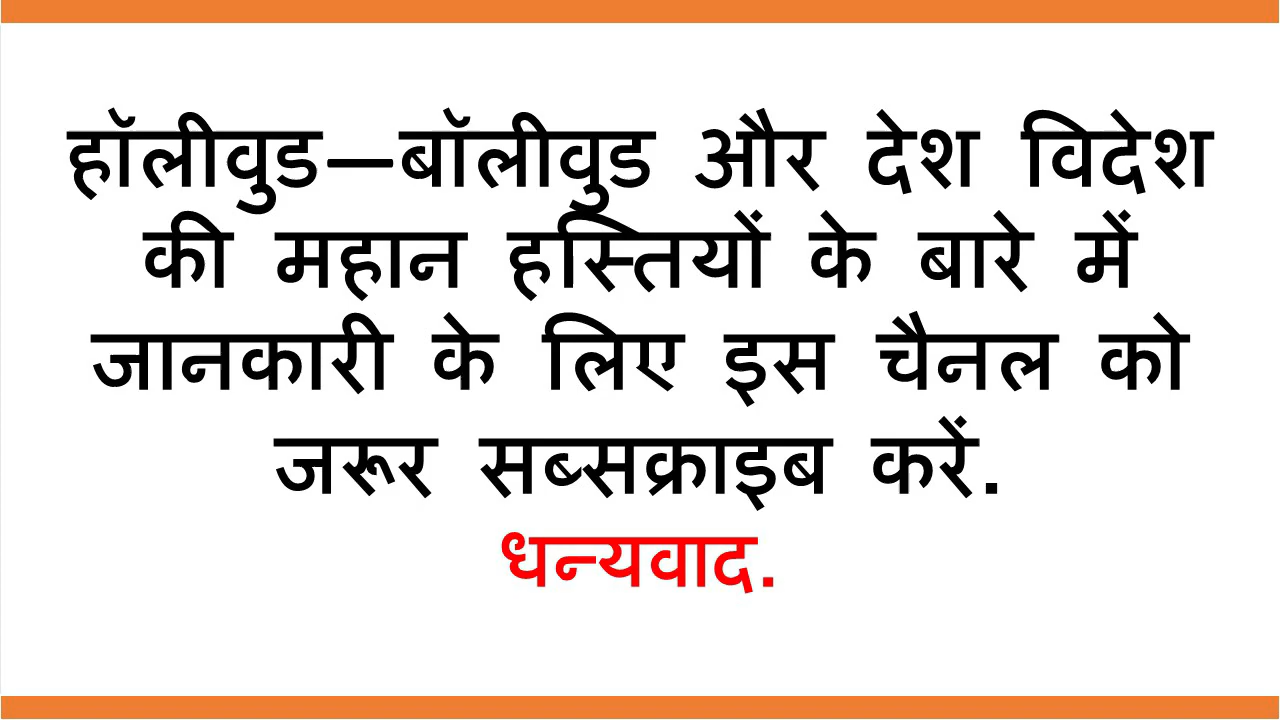 हॉलीवुड–बॉलीवुड और देश विदेश
की महान हस्तियों के बारे में
जानकारी के लिए इस चैनल को
जरूर सब्सक्राइब करें.
धन्यवाद.